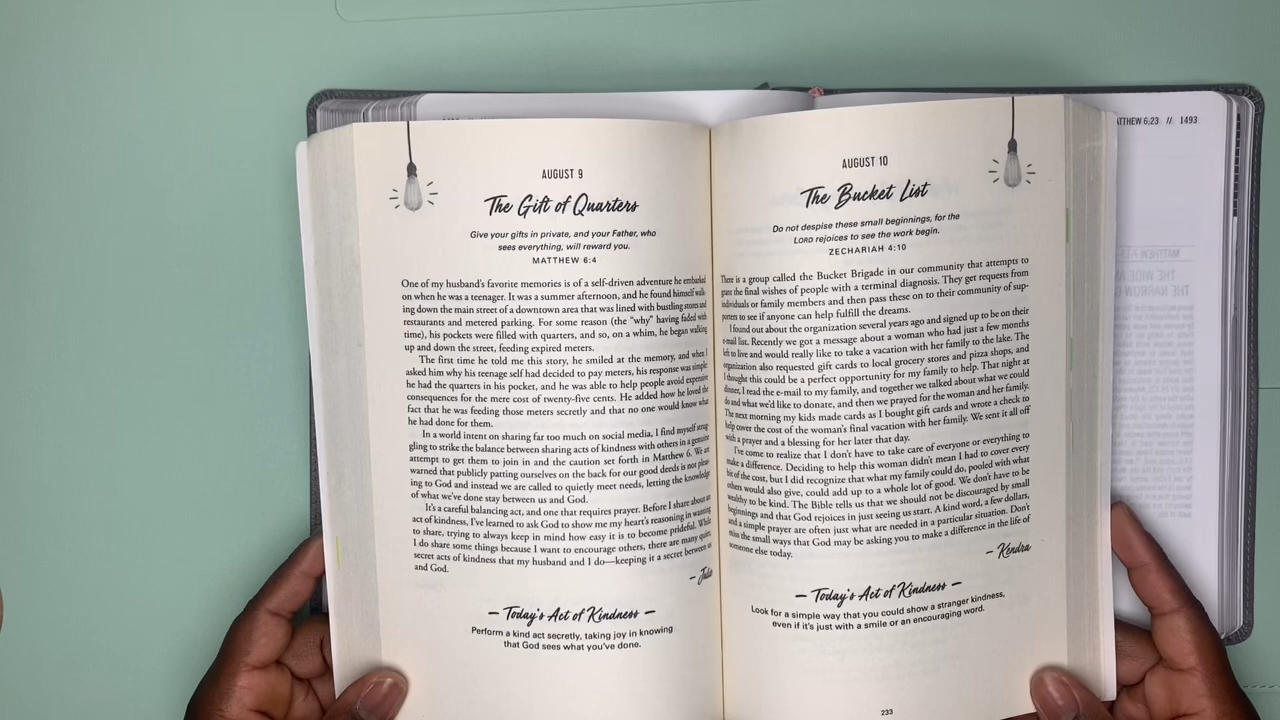 AUGUST 9
The Gift of Quarters
Give your gifts in private, and your Father, who
sees everything, will reward you.
MATTHEW 6:4
One of my husband's favorite memories is of a self-driven adventure he embarked
on when he was a teenager. It was a summer afternoon, and he found himself walk-
ing down the main street of a downtown area that was lined with bustling stores and
restaurants and metered parking. For some reason (the "why" having faded with
time), his pockets were filled with quarters, and so, on a whim, he began walking
up and down the street, feeding expired meters.
The first time he told me this story, he smiled at the memory, and when I
asked him why his teenage self had decided to pay meters, his response was simple:
he had the quarters in his pocket, and he was able to help people avoid expensive
consequences for the mere cost of twenty-five cents. He added how he loved the
fact that he was feeding those meters secretly and that no one would know what
he had done for them.
In a world intent on sharing far too much on social media, I find myself strug-
gling to strike the balance between sharing acts of kindness with others in a genuine
attempt to get them to join in and the caution set forth in Matthew 6. We are
warned that publicly patting ourselves on the back for our good deeds is not pleas-
ing to God and instead we are called to quietly meet needs, letting the knowledge
of what we've done stay between us and God.
It's a careful balancing act, and one that requires prayer. Before I share about an
act of kindness, I've learned to ask God to show me my heart's reasoning in wanting
to share, trying to always keep in mind how easy it is to become prideful. While
I do share some things because I want to encourage others, there are many quiet,
secret acts of kindness that my husband and I do—keeping it a secret between us
and God.
— Today's Act of Kindness —
Perform a kind act secretly, taking joy in knowing
that God sees what you've done.
AUGUST 10
The Bucket List
Do not despise these small beginnings, for the
LORD rejoices to see the work begin.
ZECHARIAH 4:10
There is a group called the Bucket Brigade in our community that attempts to
grant the final wishes of people with a terminal diagnosis. They get requests from
individuals or family members and then pass these on to their community of sup-
porters to see if anyone can help fulfill the dreams.
I found out about the organization several years ago and signed up to be on their
e-mail list. Recently we got a message about a woman who had just a few months
left to live and would really like to take a vacation with her family to the lake. The
organization also requested gift cards to local grocery stores and pizza shops, and
I thought this could be a perfect opportunity for my family to help. That night at
dinner, I read the e-mail to my family, and together we talked about what we could
do and what we'd like to donate, and then we prayed for the woman and her family.
The next morning my kids made cards as I bought gift cards and wrote a check to
help cover the cost of the woman's final vacation with her family. We sent it all off
with a prayer and a blessing for her later that day.
I've come to realize that I don't have to take care of everyone or everything to
make a difference. Deciding to help this woman didn't mean I had to cover every
bit of the cost, but I did recognize that what my family could do, pooled with what
others would also give, could add up to a whole lot of good. We don't have to be
wealthy to be kind. The Bible tells us that we should not be discouraged by small
beginnings and that God rejoices in just seeing us start. A kind word, a few dollars,
and a simple prayer are often just what are needed in a particular situation. Don't
miss the small ways that God may be asking you to make a difference in the life of
someone else today.
— Kendra
— Today's Act of Kindness —
Look for a simple way that you could show a stranger kindness,
even if it's just with a smile or an encouraging word.
233
6:23 // 1493